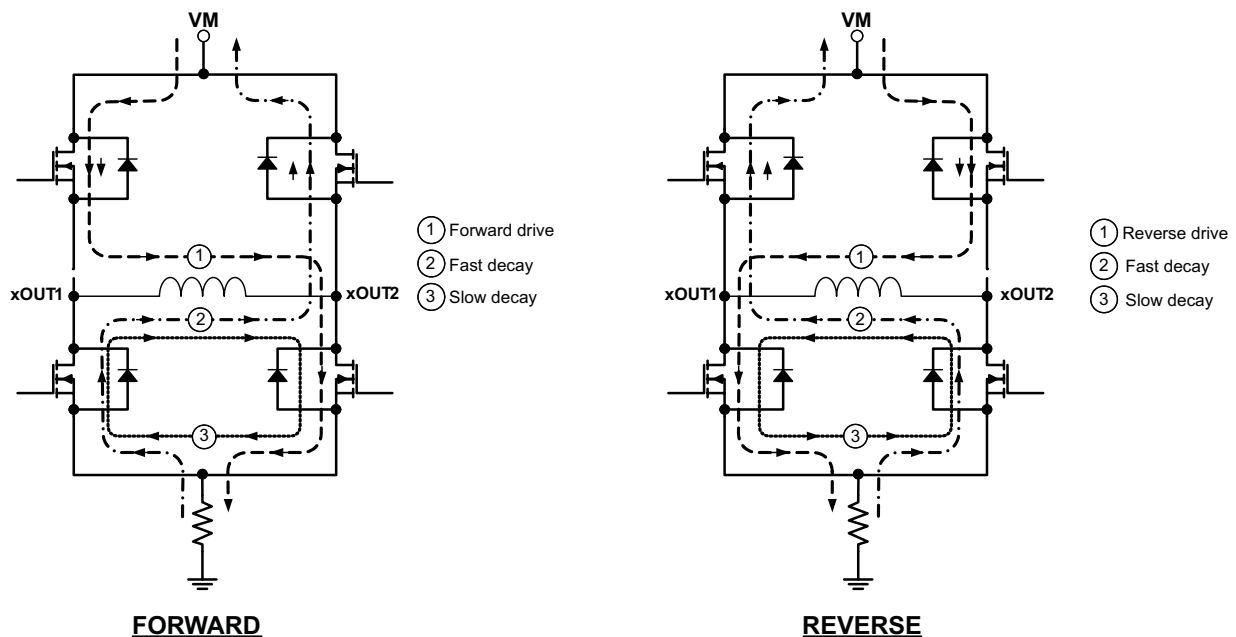 VM
1 Forward drive
2 Fast decay
3 Slow decay
1
xOUT1
xOUT2
2
3
FORWARD
VM
1 Reverse drive
2 Fast decay
3 Slow decay
1
xOUT1
xOUT2
2
3
REVERSE